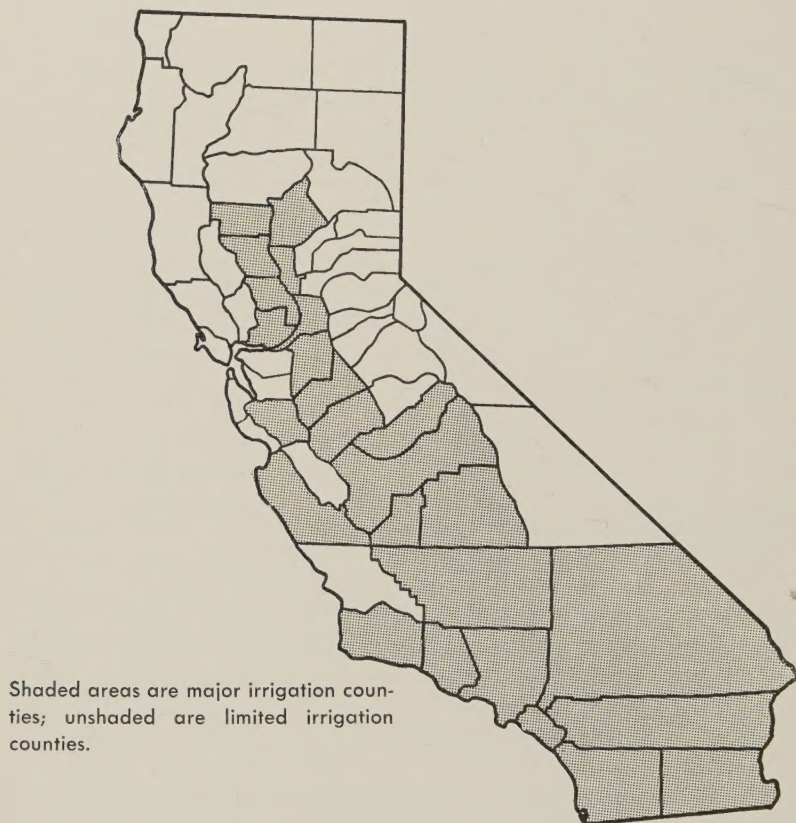 Shaded areas are major irrigation coun-
ties; unshaded are limited irrigation
counties.